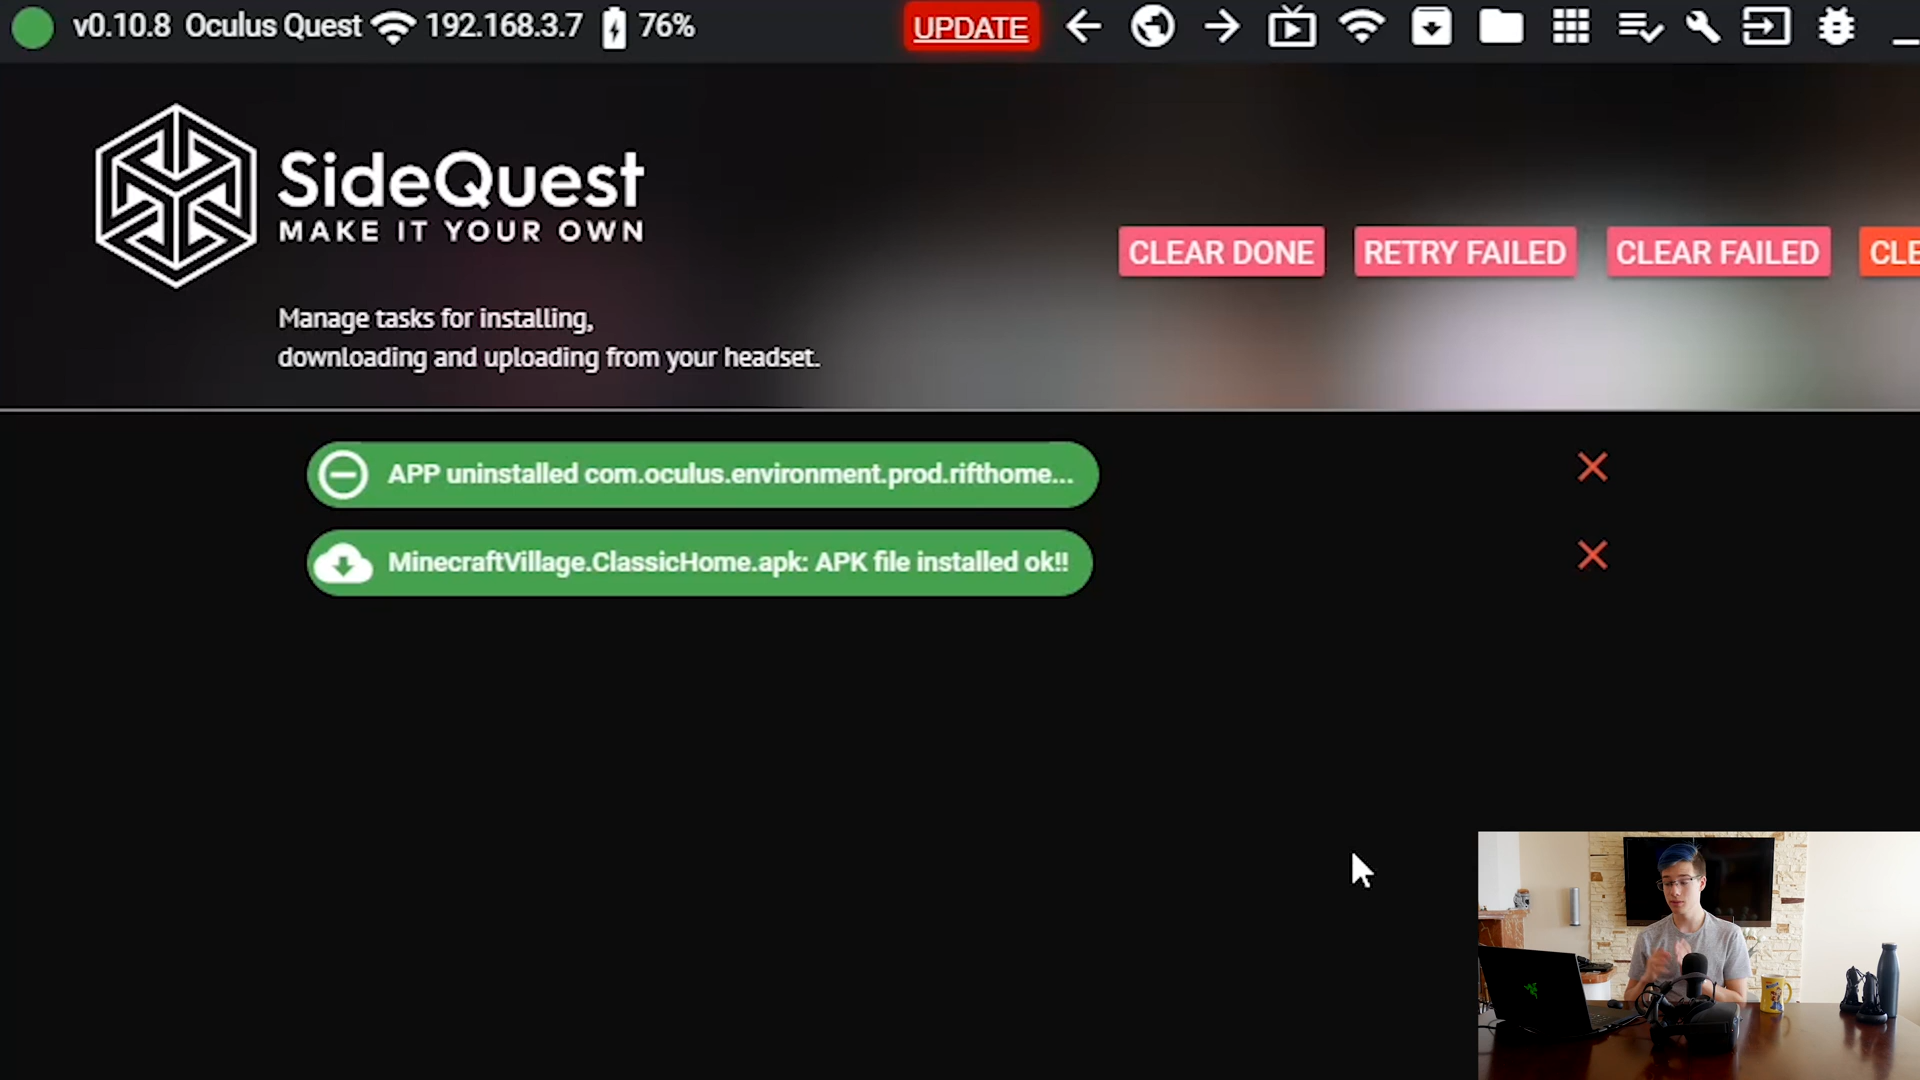 v0.10.8 Oculus Quest 192.168.3.7 76%
UPDATE
SideQuest
MAKE IT YOUR OWN
CLEAR DONE
RETRY FAILED
CLEAR FAILED
CLE
Manage tasks for installing,
downloading and uploading from your headset.
APP uninstalled com.oculus.environment.prod.rifthome...
MinecraftVillage.ClassicHome.apk: APK file installed ok!!